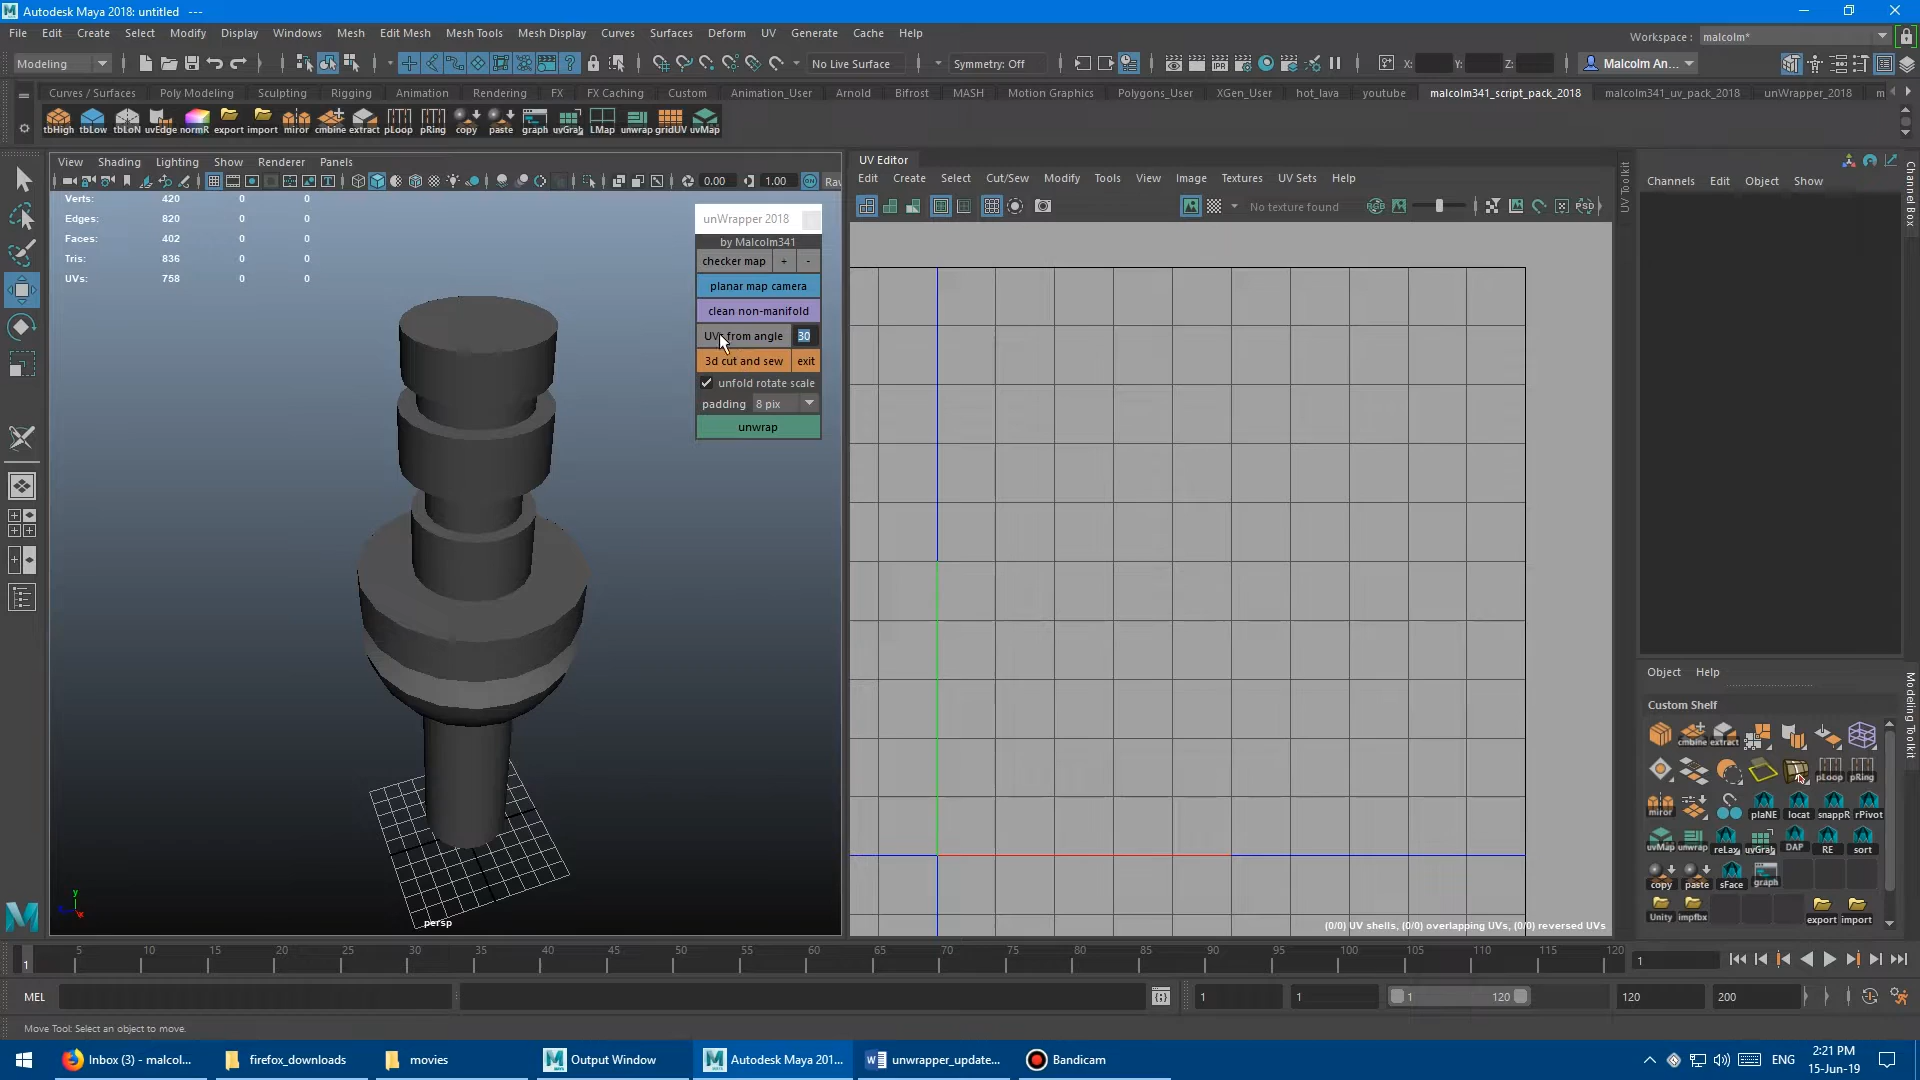 Autodesk Maya 2018: untitled   ---
File Edit Create Select Modify Display Windows Mesh Edit Mesh Mesh Tools Mesh Display Curves Surfaces Deform UV Generate Cache Help
Workspace : malcolm*
Modeling
No Live Surface
Symmetry: Off
X:
Y:
Z:
Malcolm An...
Curves / Surfaces Poly Modeling Sculpting Rigging Animation Rendering FX FX Caching Custom Animation_User Arnold Bifrost MASH Motion Graphics Polygons_User XGen_User hot_lava youtube malcolm341_script_pack_2018 malcolm341_uv_pack_2018 unWrapper_2018 m
tbHigh tbLow tbLoN uvEdge normR export import miror cmbine extract pLoop pRing copy paste graph uvGrab LMap unwrap gridUV uvMap
View Shading Lighting Show Renderer Panels
0.00 1.00 Ra
Verts: 420 0 0
Edges: 820 0 0
Faces: 402 0 0
Tris: 836 0 0
UVs: 758 0 0
unWrapper 2018
by Malcolm341
checker map + -
planar map camera
clean non-manifold
UVs from angle 30
3d cut and sew exit
unfold rotate scale
padding 8 pix
unwrap
persp
UV Editor
Edit Create Select Cut/Sew Modify Tools View Image Textures UV Sets Help
No texture found
RGB
PSD
(0/0) UV shells, (0/0) overlapping UVs, (0/0) reversed UVs
UV Toolkit
Channels Edit Object Show
Channel Box
Object Help
Modeling Toolkit
Custom Shelf
cmbine extract
pLoop pRing
miror plaNE locat snappR rPivot
uvMap unwrap reLax uvGrab DAP RE sort
copy paste sFace graph
Unity impfbx export import
5 10 15 20 25 30 35 40 45 50 55 60 65 70 75 80 85 90 95 100 105 110 115 120
1
1
MEL
1 1 1 120 120 200
Move Tool: Select an object to move.
Inbox (3) - malcol...
firefox_downloads
movies
Output Window
Autodesk Maya 201...
unwrapper_update...
Bandicam
ENG
2:21 PM
15-Jun-19